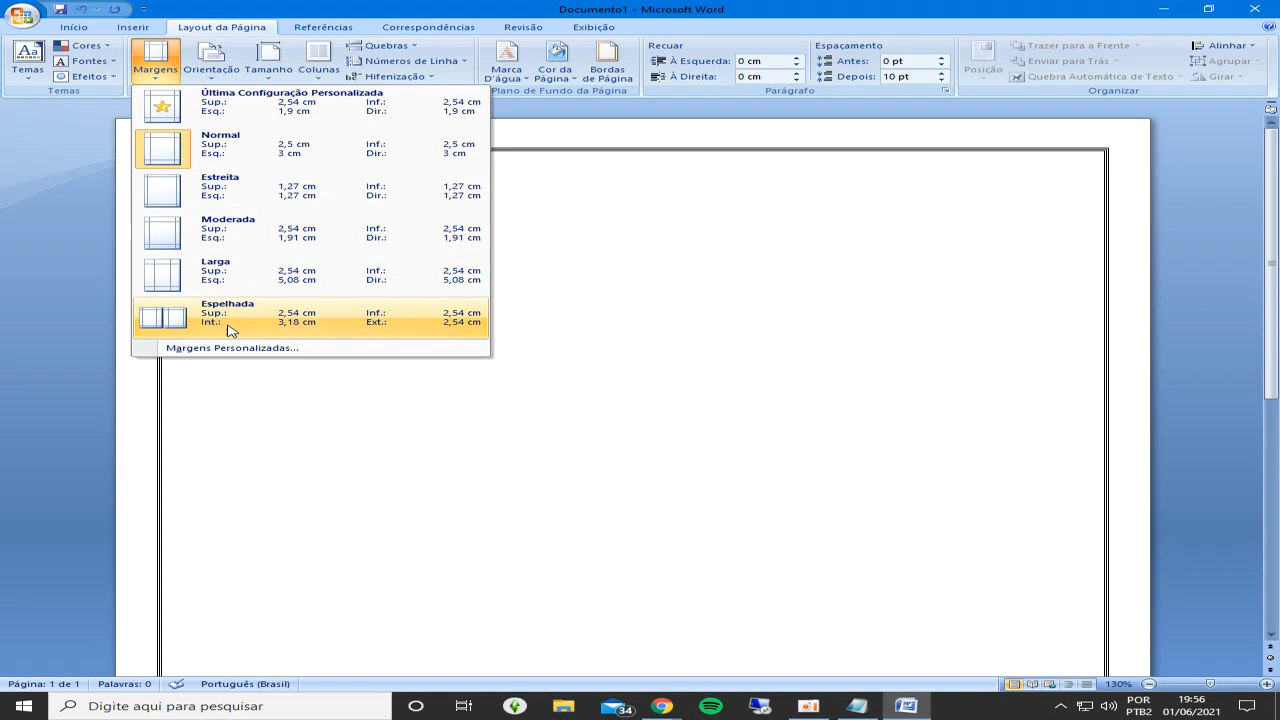 Documento1 - Microsoft Word
Início Inserir Layout da Página Referências Correspondências Revisão Exibição
Temas
Cores
Fontes
Efeitos
Temas
Margens
Orientação
Tamanho
Colunas
Quebras
Números de Linha
Hifenização
Marca D'água
Cor da Página
Bordas de Página
Plano de Fundo da Página
Recuar
À Esquerda: 0 cm
À Direita: 0 cm
Espaçamento
Antes: 0 pt
Depois: 10 pt
Parágrafo
Posição
Trazer para a Frente
Enviar para Trás
Quebra Automática de Texto
Alinhar
Agrupar
Girar
Organizar
Última Configuração Personalizada
Sup.: 2,54 cm Inf.: 2,54 cm
Esq.: 1,9 cm Dir.: 1,9 cm
Normal
Sup.: 2,5 cm Inf.: 2,5 cm
Esq.: 3 cm Dir.: 3 cm
Estreita
Sup.: 1,27 cm Inf.: 1,27 cm
Esq.: 1,27 cm Dir.: 1,27 cm
Moderada
Sup.: 2,54 cm Inf.: 2,54 cm
Esq.: 1,91 cm Dir.: 1,91 cm
Larga
Sup.: 2,54 cm Inf.: 2,54 cm
Esq.: 5,08 cm Dir.: 5,08 cm
Espelhada
Sup.: 2,54 cm Inf.: 2,54 cm
Int.: 3,18 cm Ext.: 2,54 cm
Margens Personalizadas...
Página: 1 de 1 Palavras: 0 Português (Brasil) 130%
Digite aqui para pesquisar
34
POR
PTB2
19:56
01/06/2021